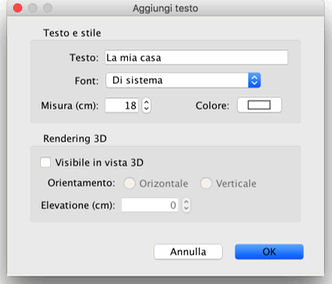 Aggiungi testo
Testo e stile
Testo: La mia casa
Font: Di sistema
Misura (cm): 18 Colore:
Rendering 3D
Visibile in vista 3D
Orientamento: Orizontale Verticale
Elevatione (cm): 0
Annulla OK